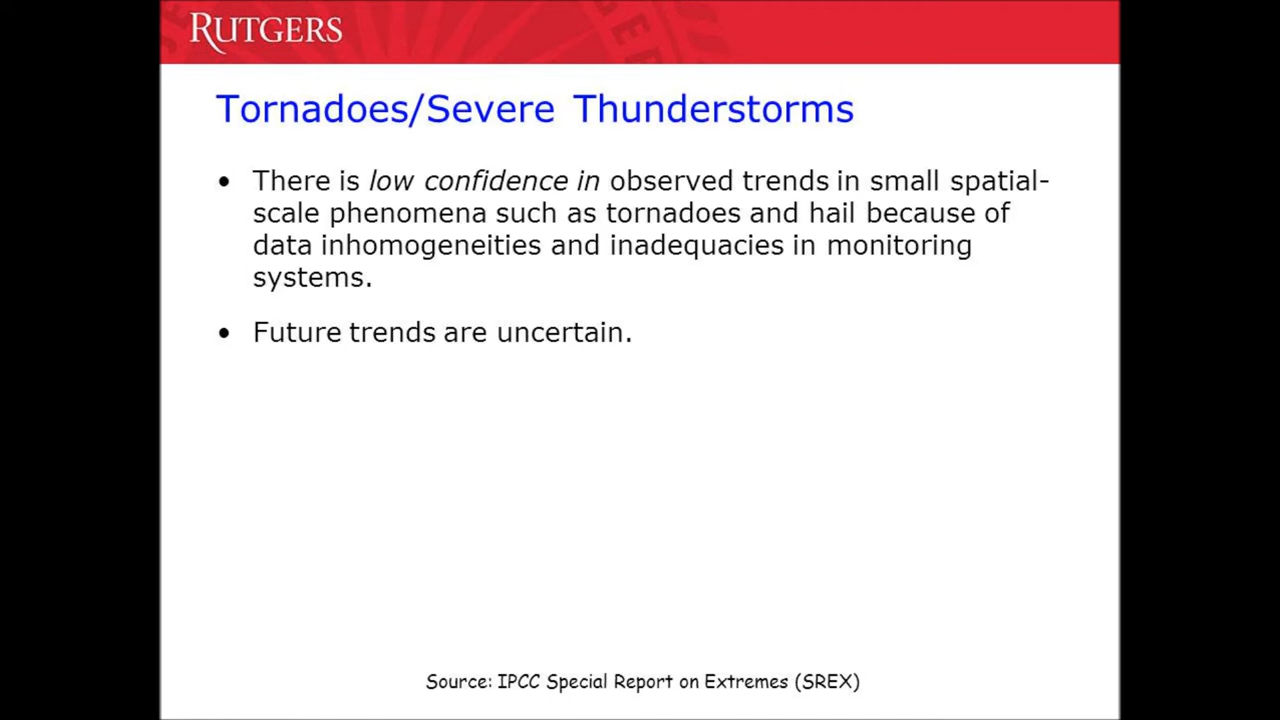 RUTGERS
Tornadoes/Severe Thunderstorms
• There is low confidence in observed trends in small spatial-
scale phenomena such as tornadoes and hail because of
data inhomogeneities and inadequacies in monitoring
systems.
• Future trends are uncertain.
Source: IPCC Special Report on Extremes (SREX)